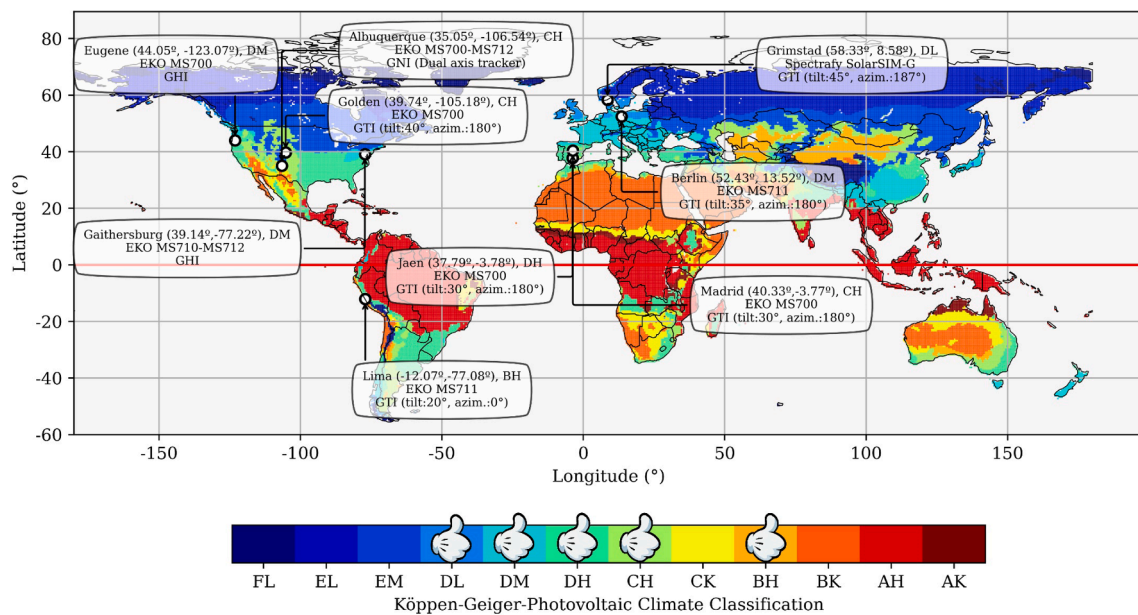 Eugene (44.05º, -123.07º), DM
EKO MS700
GHI
Albuquerque (35.05º, -106.54º), CH
EKO MS700-MS712
GNI (Dual axis tracker)
Golden (39.74º, -105.18º), CH
EKO MS700
GTI (tilt:40°, azim.:180°)
Grimstad (58.33º, 8.58º), DL
Spectrafy SolarSIM-G
GTI (tilt:45°, azim.:187°)
Berlin (52.43º, 13.52º), DM
EKO MS711
GTI (tilt:35°, azim.:180°)
Gaithersburg (39.14º,-77.22º), DM
EKO MS710-MS712
GHI
Jaen (37.79º,-3.78º), DH
EKO MS700
GTI (tilt:30°, azim.:180°)
Madrid (40.33º,-3.77º), CH
EKO MS700
GTI (tilt:30°, azim.:180°)
Lima (-12.07º,-77.08º), BH
EKO MS711
GTI (tilt:20°, azim.:0°)
Latitude (°)
80
60
40
20
0
-20
-40
-60
-150 -100 -50 0 50 100 150
Longitude (°)
FL EL EM DL DM DH CH CK BH BK AH AK
Köppen-Geiger-Photovoltaic Climate Classification